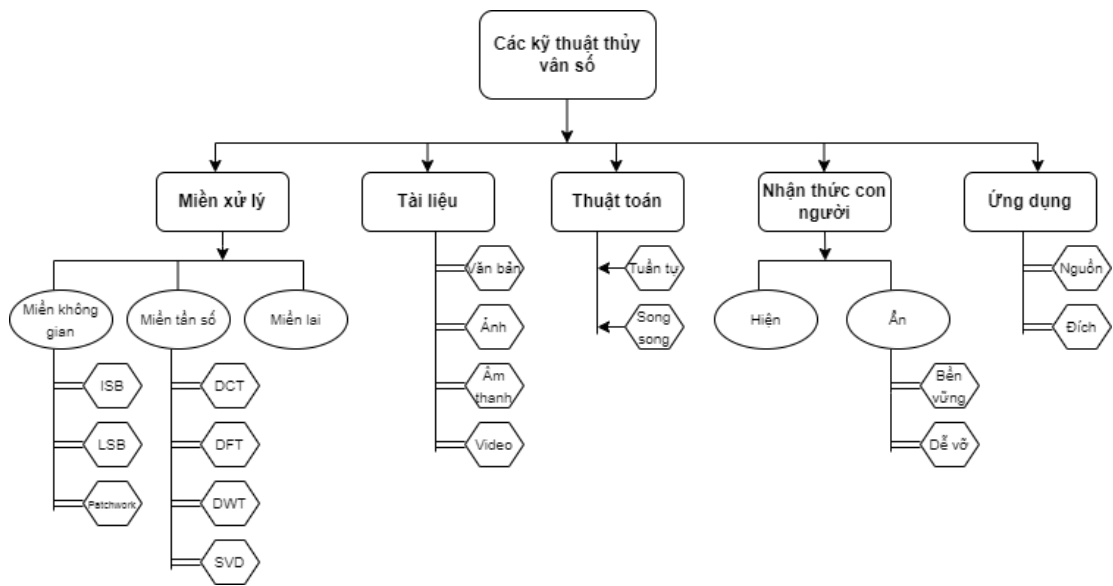 Các kỹ thuật thủy
vân số
Miền xử lý
Tài liệu
Thuật toán
Nhận thức con
người
Ứng dụng
Miền không
gian
Miền tần số
Miền lai
ISB
LSB
Patchwork
DCT
DFT
DWT
SVD
Văn bản
Ảnh
Âm
thanh
Video
Tuần tự
Song
song
Hiện
Ẩn
Bền
vững
Dễ vỡ
Nguồn
Đích